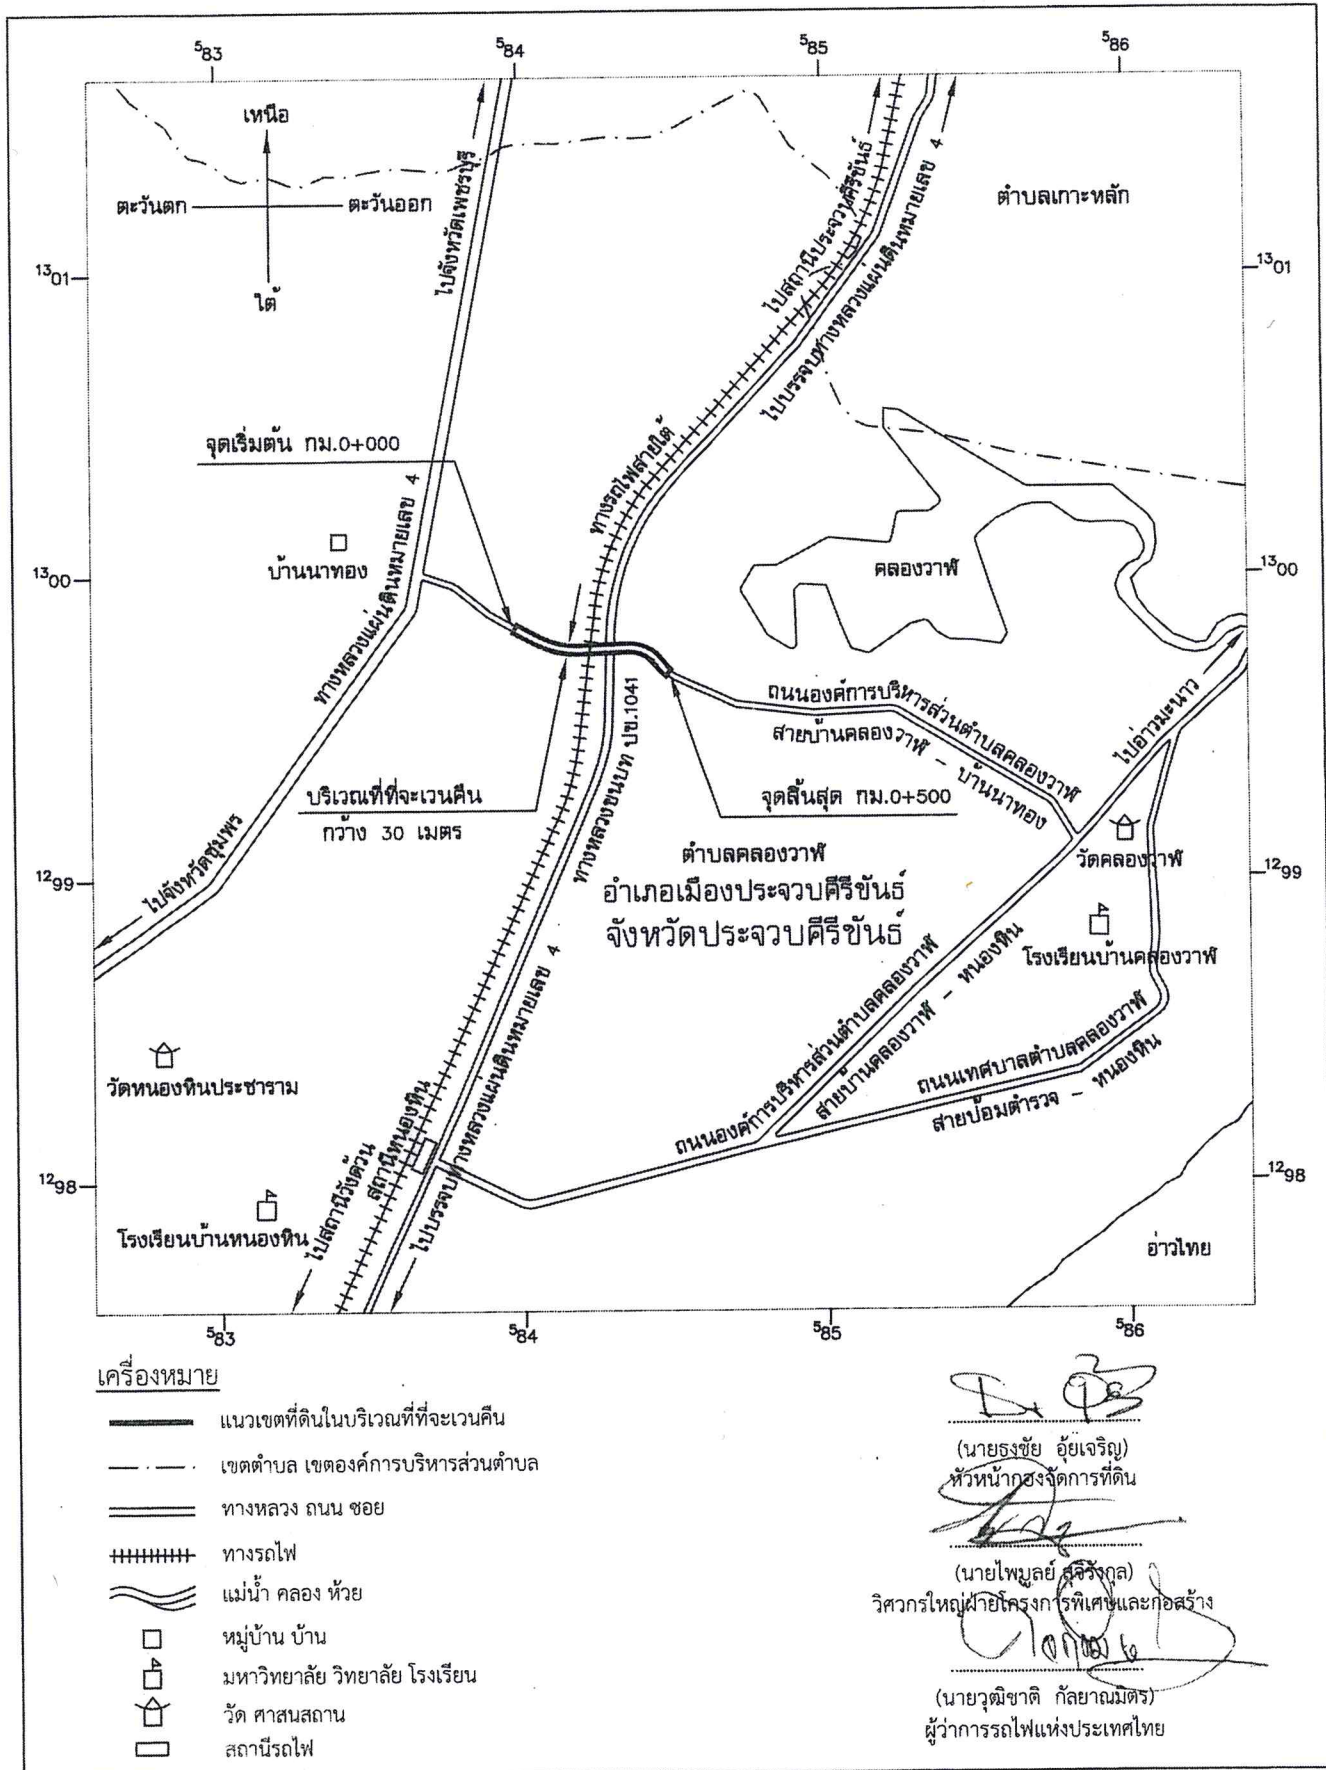 583
584
585
586
เหนือ
ตะวันตก
ตะวันออก
ใต้
ไปจังหวัดเพชรบุรี
ไปสถานีประจวบคีรีขันธ์
ไปบรรจบทางหลวงแผ่นดินหมายเลข 4
ตำบลเกาะหลัก
1301
1301
จุดเริ่มต้น กม.0+000
ทางรถไฟสายใต้
บ้านนาทอง
ทางหลวงแผ่นดินหมายเลข 4
คลองวาฬ
1300
1300
ถนนองค์การบริหารส่วนตำบลคลองวาฬ
สายบ้านคลองวาฬ - บ้านนาทอง
ไปอ่าวมะนาว
ทางหลวงชนบท ปข.1041
บริเวณที่ที่จะเวนคืน
กว้าง 30 เมตร
จุดสิ้นสุด กม.0+500
ไปจังหวัดชุมพร
ตำบลคลองวาฬ
อำเภอเมืองประจวบคีรีขันธ์
จังหวัดประจวบคีรีขันธ์
วัดคลองวาฬ
1299
1299
โรงเรียนบ้านคลองวาฬ
ถนนองค์การบริหารส่วนตำบลคลองวาฬ
สายบ้านคลองวาฬ - หนองหิน
วัดหนองหินประชาราม
ถนนเทศบาลตำบลคลองวาฬ
สายป้อมตำรวจ - หนองหิน
สถานีหนองหิน
ไปสถานีวังด้วน
ไปบรรจบทางหลวงแผ่นดินหมายเลข 4
1298
1298
โรงเรียนบ้านหนองหิน
อ่าวไทย
583
584
585
586
เครื่องหมาย
แนวเขตที่ดินในบริเวณที่ที่จะเวนคืน
เขตตำบล เขตองค์การบริหารส่วนตำบล
ทางหลวง ถนน ซอย
ทางรถไฟ
แม่น้ำ คลอง ห้วย
หมู่บ้าน บ้าน
มหาวิทยาลัย วิทยาลัย โรงเรียน
วัด ศาสนสถาน
สถานีรถไฟ
(นายธงชัย อุ้ยเจริญ)
หัวหน้ากองจัดการที่ดิน
(นายไพบูลย์ สุจิรังกุล)
วิศวกรใหญ่ฝ่ายโครงการพิเศษและก่อสร้าง
(นายวุฒิชาติ กัลยาณมิตร)
ผู้ว่าการรถไฟแห่งประเทศไทย